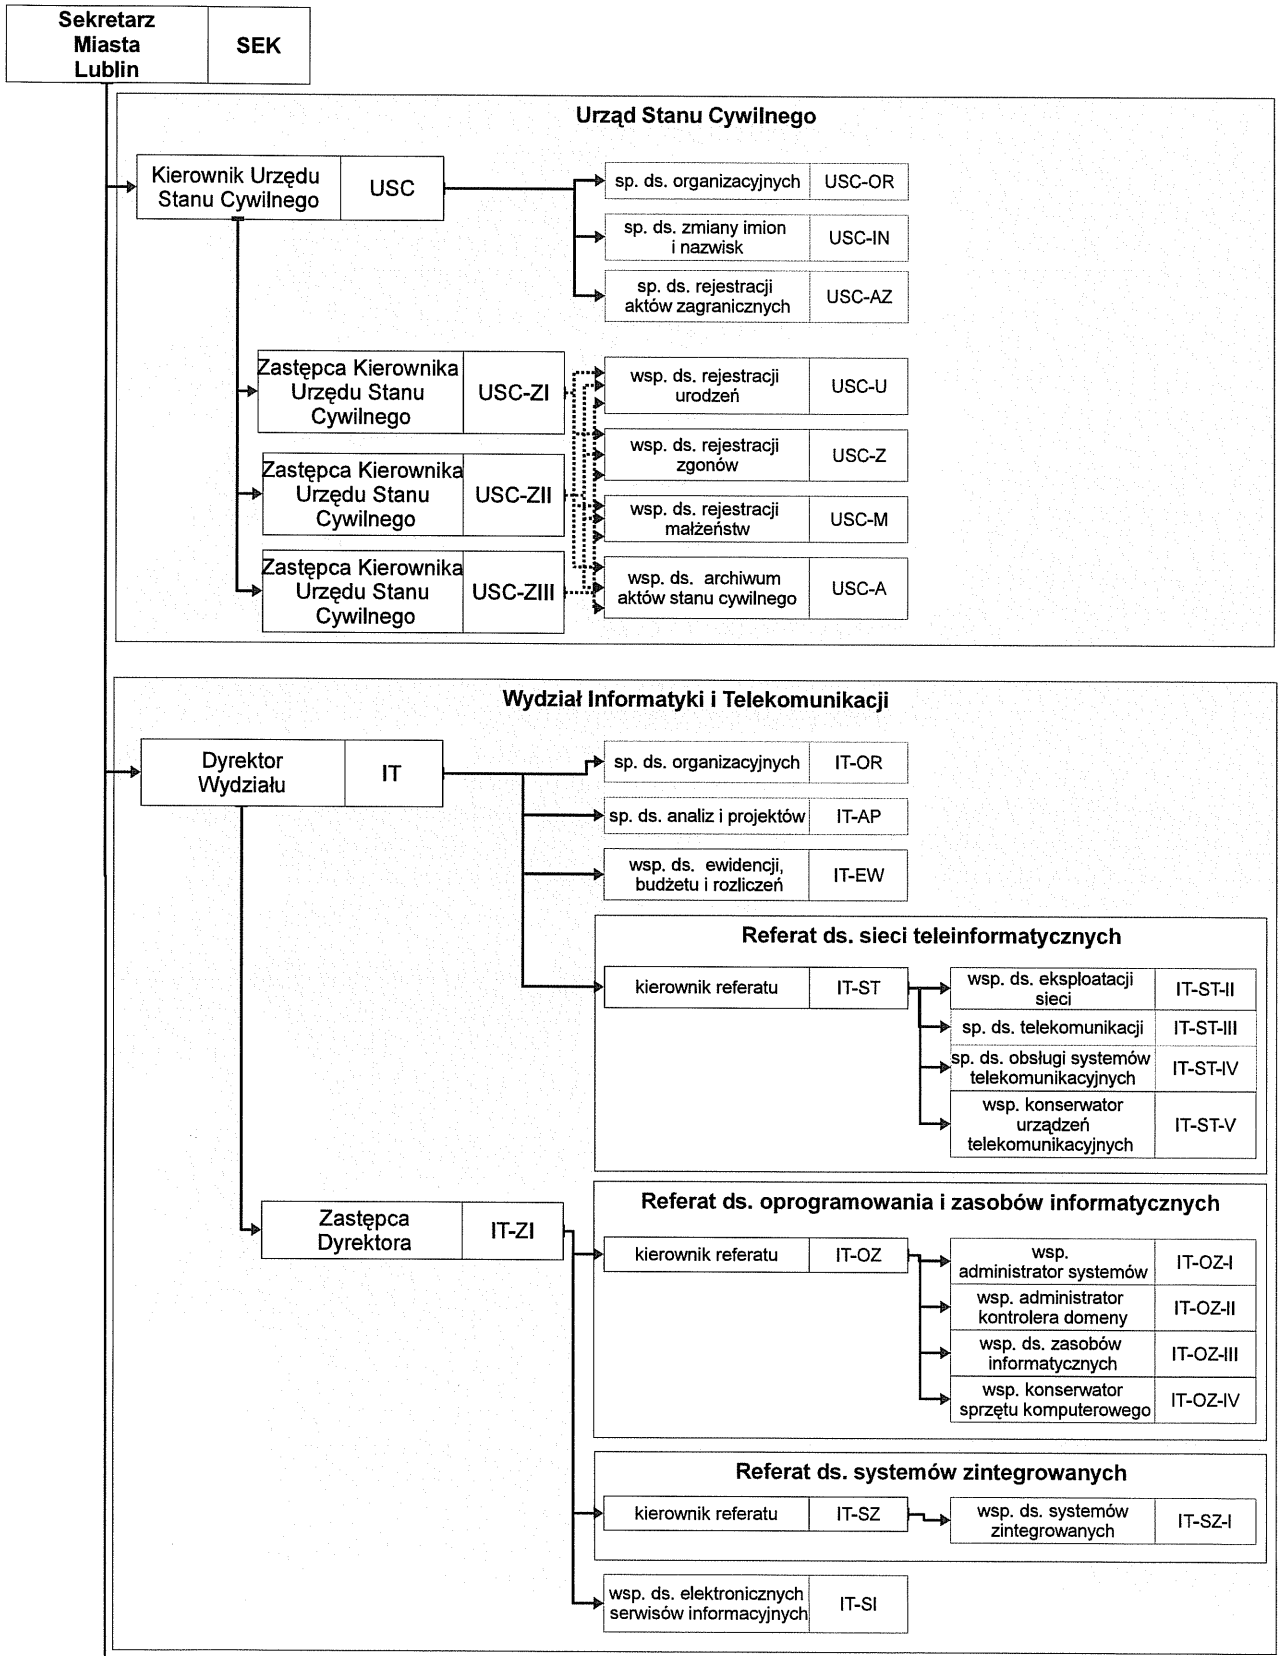 Sekretarz
Miasta
Lublin
SEK
Urząd Stanu Cywilnego
Kierownik Urzędu
Stanu Cywilnego
USC
sp. ds. organizacyjnych
USC-OR
sp. ds. zmiany imion
i nazwisk
USC-IN
sp. ds. rejestracji
aktów zagranicznych
USC-AZ
Zastępca Kierownika
Urzędu Stanu
Cywilnego
USC-ZI
wsp. ds. rejestracji
urodzeń
USC-U
wsp. ds. rejestracji
zgonów
USC-Z
Zastępca Kierownika
Urzędu Stanu
Cywilnego
USC-ZII
wsp. ds. rejestracji
małżeństw
USC-M
Zastępca Kierownika
Urzędu Stanu
Cywilnego
USC-ZIII
wsp. ds. archiwum
aktów stanu cywilnego
USC-A
Wydział Informatyki i Telekomunikacji
Dyrektor
Wydziału
IT
sp. ds. organizacyjnych
IT-OR
sp. ds. analiz i projektów
IT-AP
wsp. ds. ewidencji,
budżetu i rozliczeń
IT-EW
Referat ds. sieci teleinformatycznych
kierownik referatu
IT-ST
wsp. ds. eksploatacji
sieci
IT-ST-II
sp. ds. telekomunikacji
IT-ST-III
sp. ds. obsługi systemów
telekomunikacyjnych
IT-ST-IV
wsp. konserwator
urządzeń
telekomunikacyjnych
IT-ST-V
Zastępca
Dyrektora
IT-ZI
Referat ds. oprogramowania i zasobów informatycznych
kierownik referatu
IT-OZ
wsp.
administrator systemów
IT-OZ-I
wsp. administrator
kontrolera domeny
IT-OZ-II
wsp. ds. zasobów
informatycznych
IT-OZ-III
wsp. konserwator
sprzętu komputerowego
IT-OZ-IV
Referat ds. systemów zintegrowanych
kierownik referatu
IT-SZ
wsp. ds. systemów
zintegrowanych
IT-SZ-I
wsp. ds. elektronicznych
serwisów informacyjnych
IT-SI